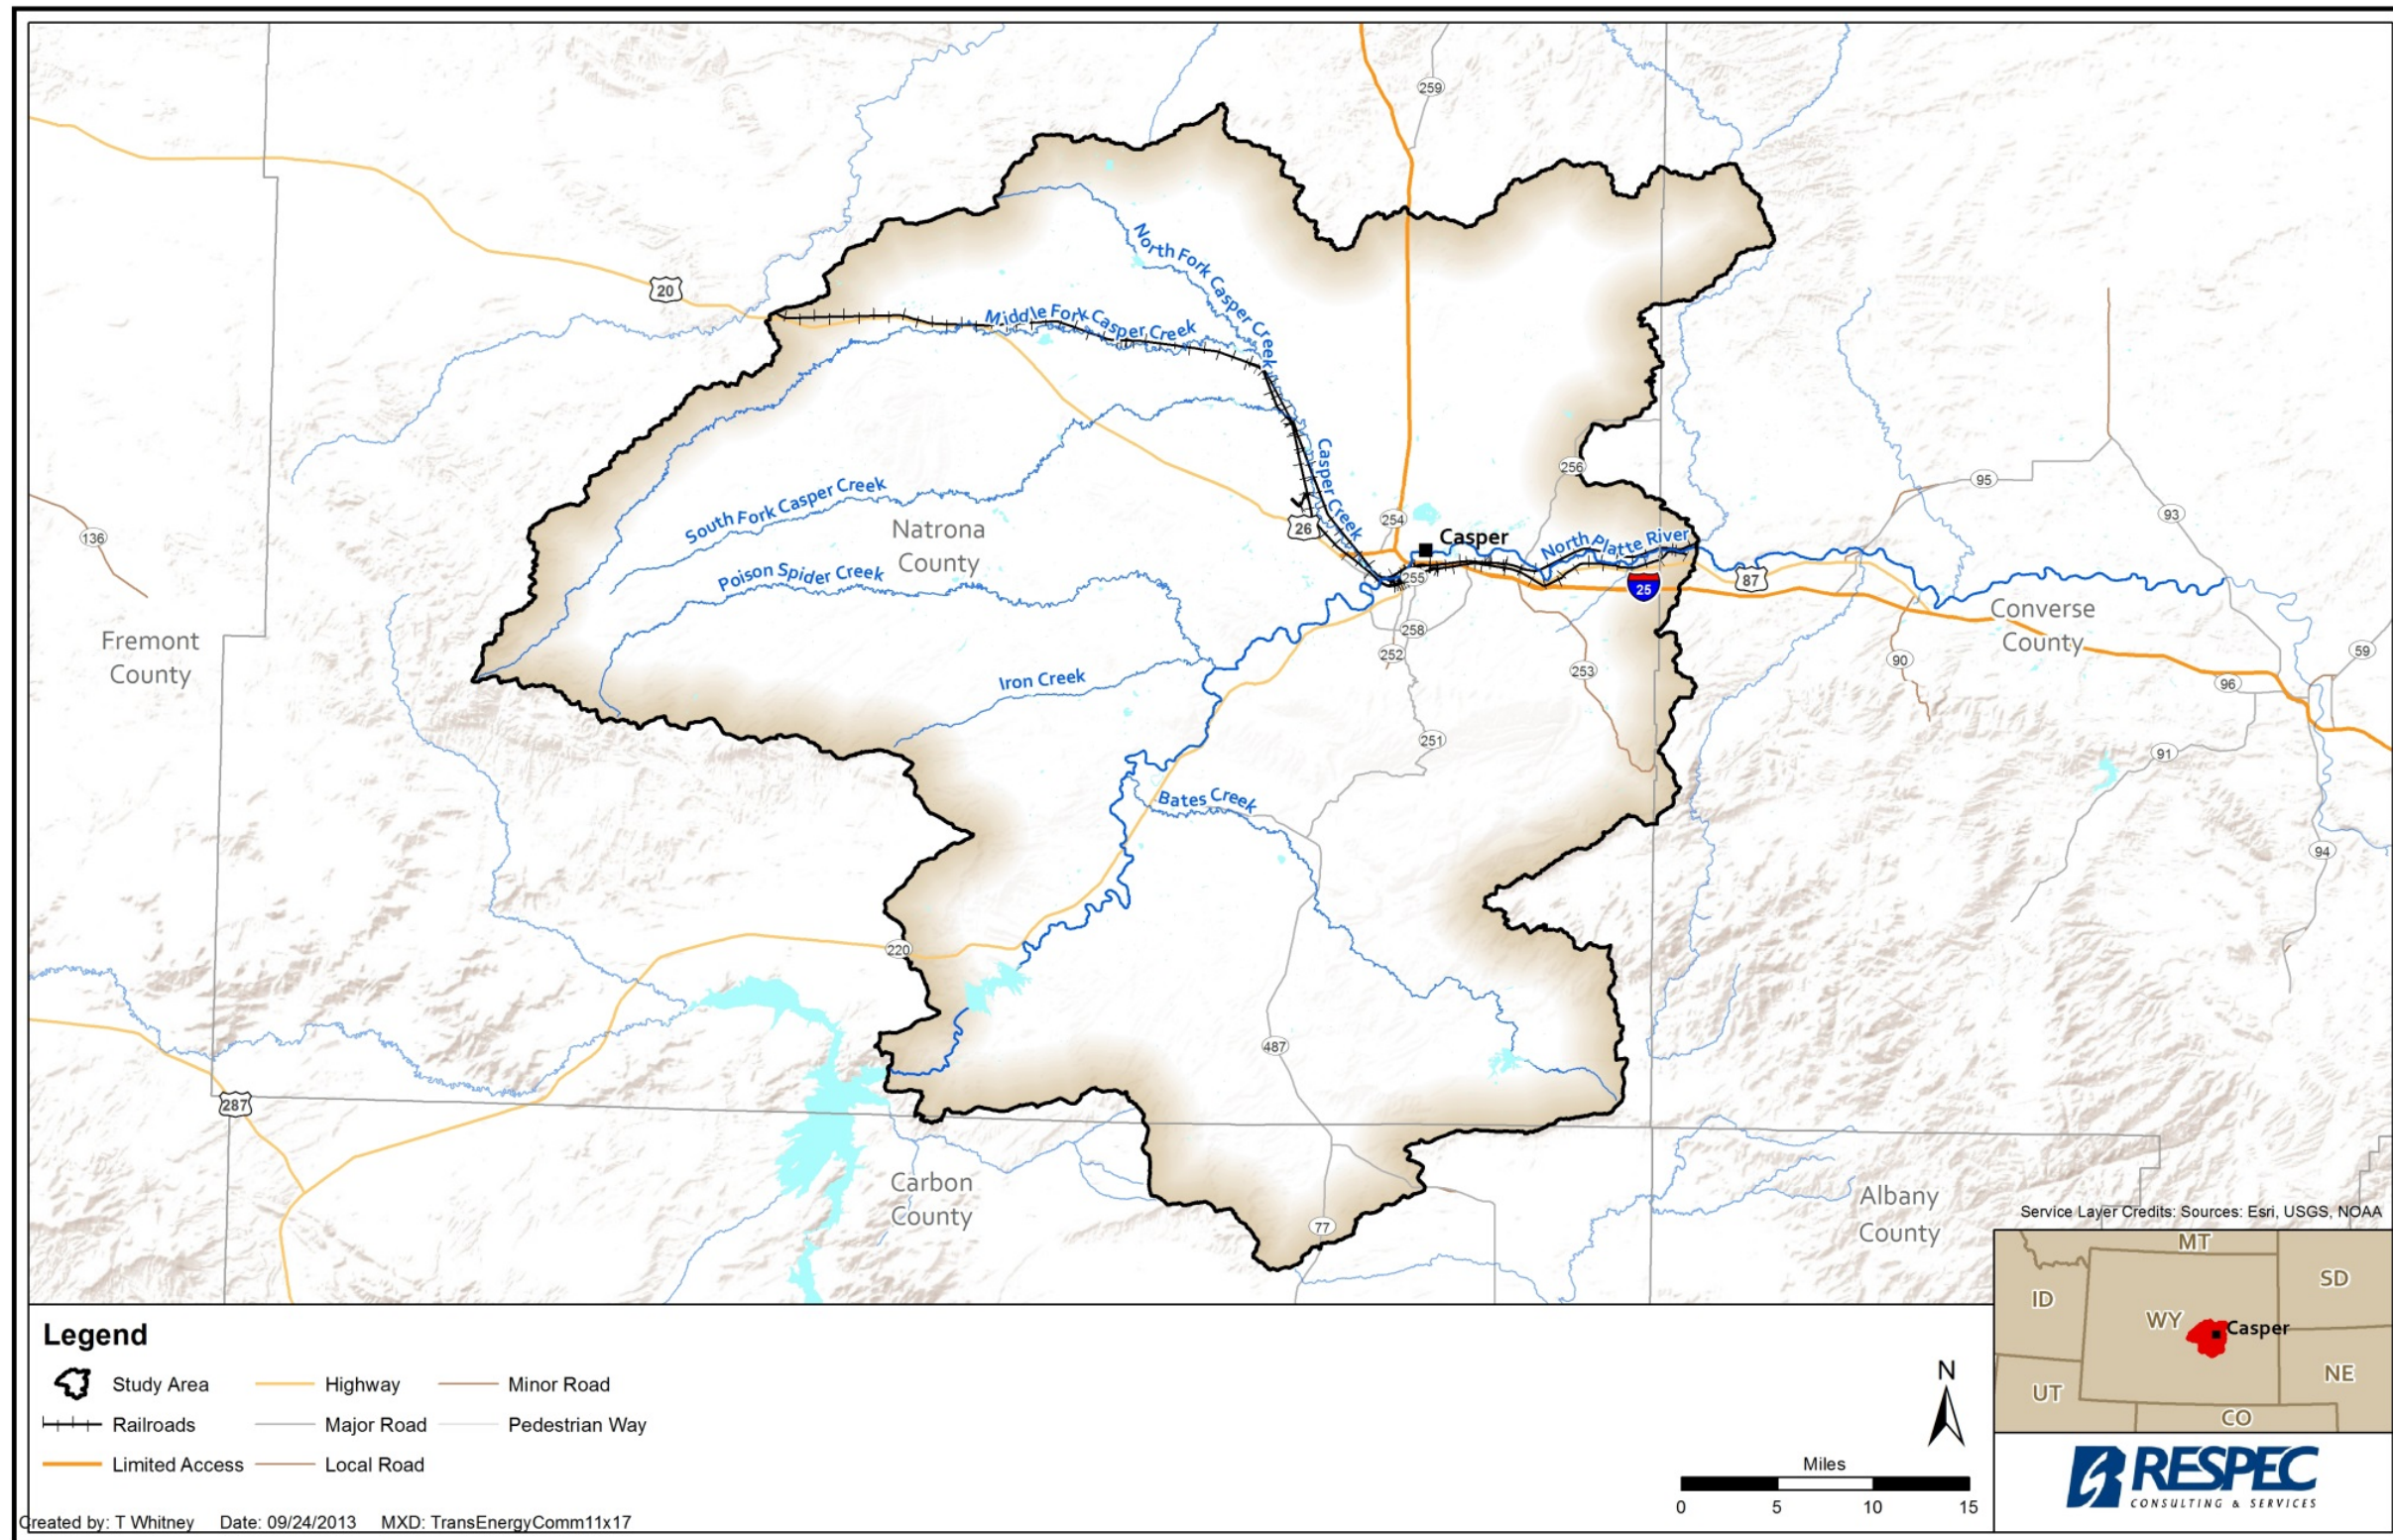 259
20
North Fork Casper Creek
Middle Fork Casper Creek
256
95
93
136
South Fork Casper Creek
Natrona
County
Casper Creek
26
254
Casper
North Platte River
255
25
87
Poison Spider Creek
Converse
County
Fremont
County
258
252
253
90
59
96
Iron Creek
251
91
Bates Creek
94
220
487
287
Carbon
County
77
Albany
County
Service Layer Credits: Sources: Esri, USGS, NOAA
MT
ID
SD
WY
Casper
NE
UT
CO
Legend
Study Area
Highway
Minor Road
Railroads
Major Road
Pedestrian Way
Limited Access
Local Road
N
Miles
0 5 10 15
RESPEC
CONSULTING & SERVICES
Created by: T Whitney Date: 09/24/2013 MXD: TransEnergyComm11x17